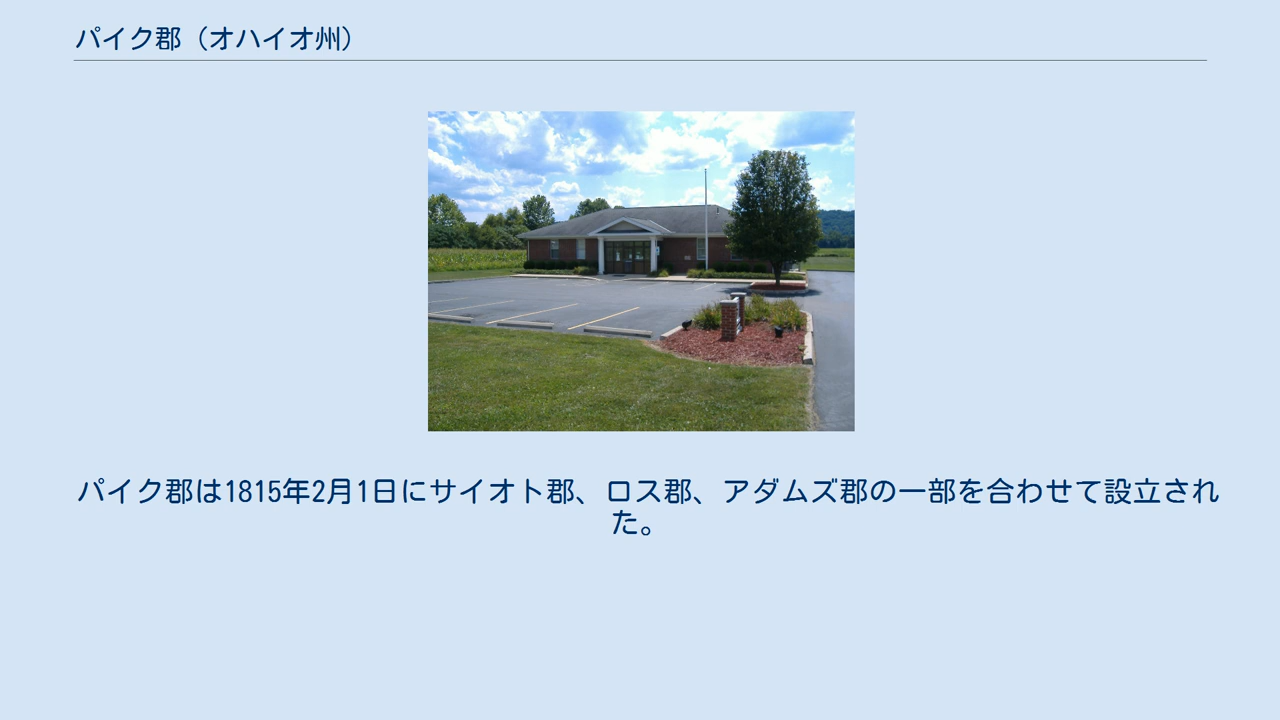 パイク郡（オハイオ州）
パイク郡は1815年2月1日にサイオト郡、ロス郡、アダムズ郡の一部を合わせて設立され
た。